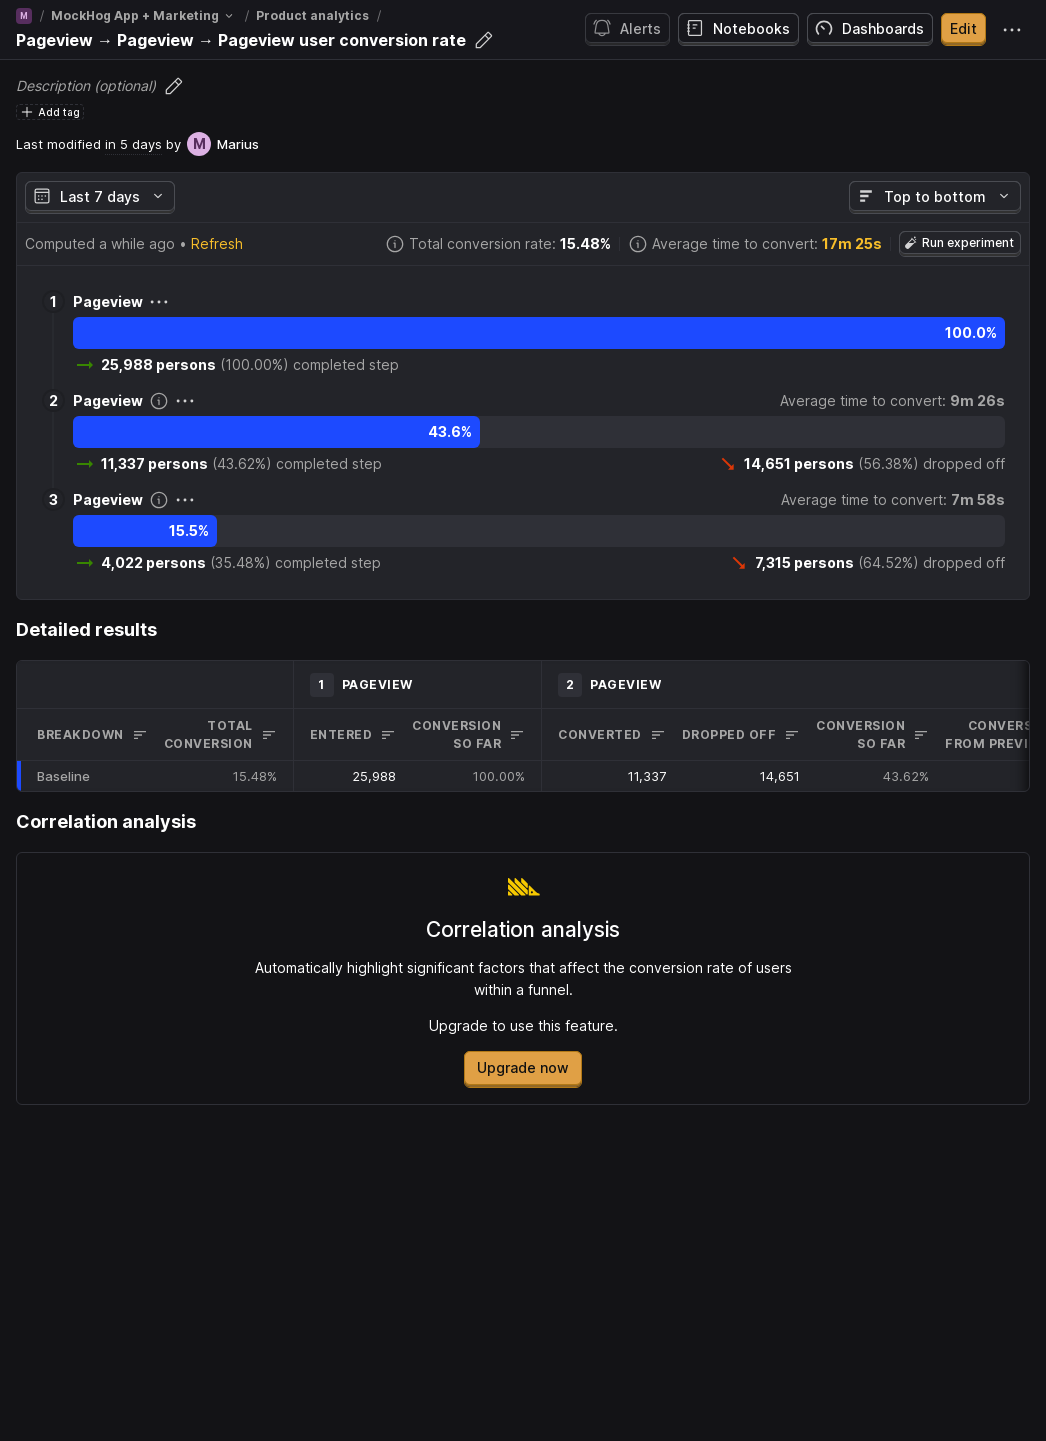 M / MockHog App + Marketing / Product analytics /
Pageview → Pageview → Pageview user conversion rate
Alerts
Notebooks
Dashboards
Edit
Description (optional)
Add tag
Last modified in 5 days by M Marius
Last 7 days
Top to bottom
Computed a while ago • Refresh
Total conversion rate: 15.48%
Average time to convert: 17m 25s
Run experiment
1 Pageview
100.0%
25,988 persons (100.00%) completed step
2 Pageview
Average time to convert: 9m 26s
43.6%
11,337 persons (43.62%) completed step
14,651 persons (56.38%) dropped off
3 Pageview
Average time to convert: 7m 58s
15.5%
4,022 persons (35.48%) completed step
7,315 persons (64.52%) dropped off
Detailed results
1 PAGEVIEW
2 PAGEVIEW
BREAKDOWN
TOTAL
CONVERSION
ENTERED
CONVERSION
SO FAR
CONVERTED
DROPPED OFF
CONVERSION
SO FAR
CONVERS
FROM PREVI
Baseline
15.48%
25,988
100.00%
11,337
14,651
43.62%
Correlation analysis
Correlation analysis
Automatically highlight significant factors that affect the conversion rate of users
within a funnel.
Upgrade to use this feature.
Upgrade now